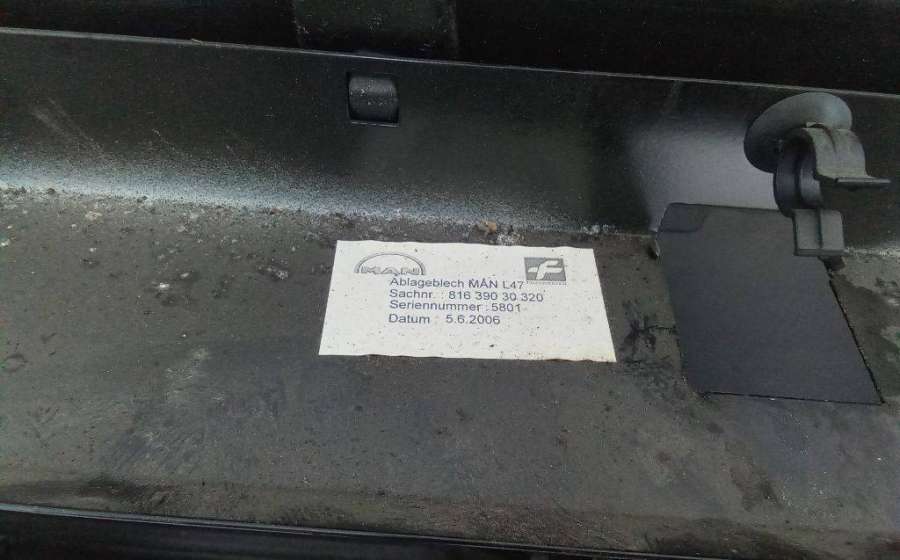 MAN
Ablageblech MAN L47
Sachnr. : 816 390 30 320
Seriennummer : 5801
Datum : 5.6.2006